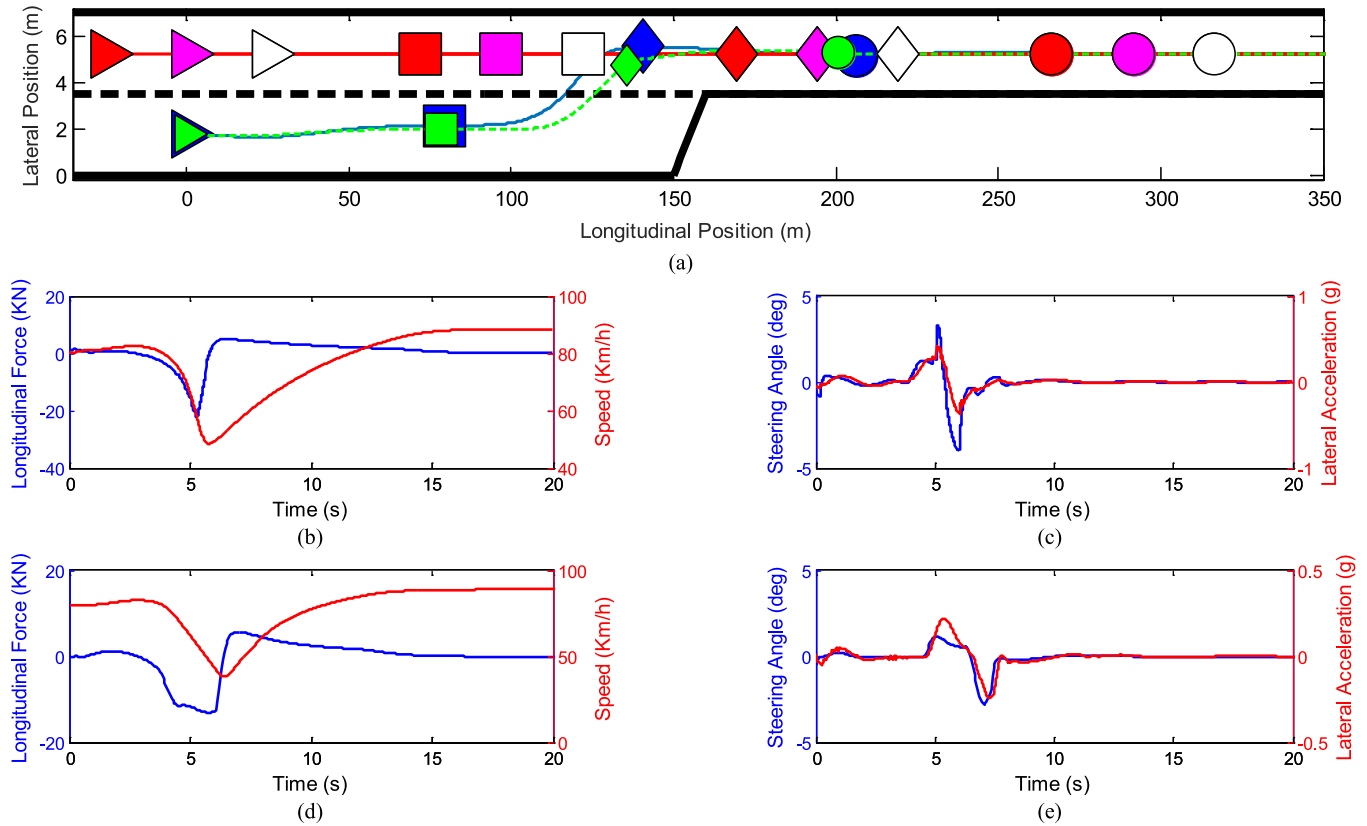 6
4
2
0
Lateral Position (m)
0 50 100 150 200 250 300 350
Longitudinal Position (m)
(a)
20
0
-20
-40
Longitudinal Force (KN)
100
80
60
40
Speed (Km/h)
0 5 10 15 20
Time (s)
(b)
5
0
-5
Steering Angle (deg)
1
0
-1
Lateral Acceleration (g)
0 5 10 15 20
Time (s)
(c)
20
0
-20
Longitudinal Force (KN)
100
50
0
Speed (Km/h)
0 5 10 15 20
Time (s)
(d)
5
0
-5
Steering Angle (deg)
0.5
0
-0.5
Lateral Acceleration (g)
0 5 10 15 20
Time (s)
(e)